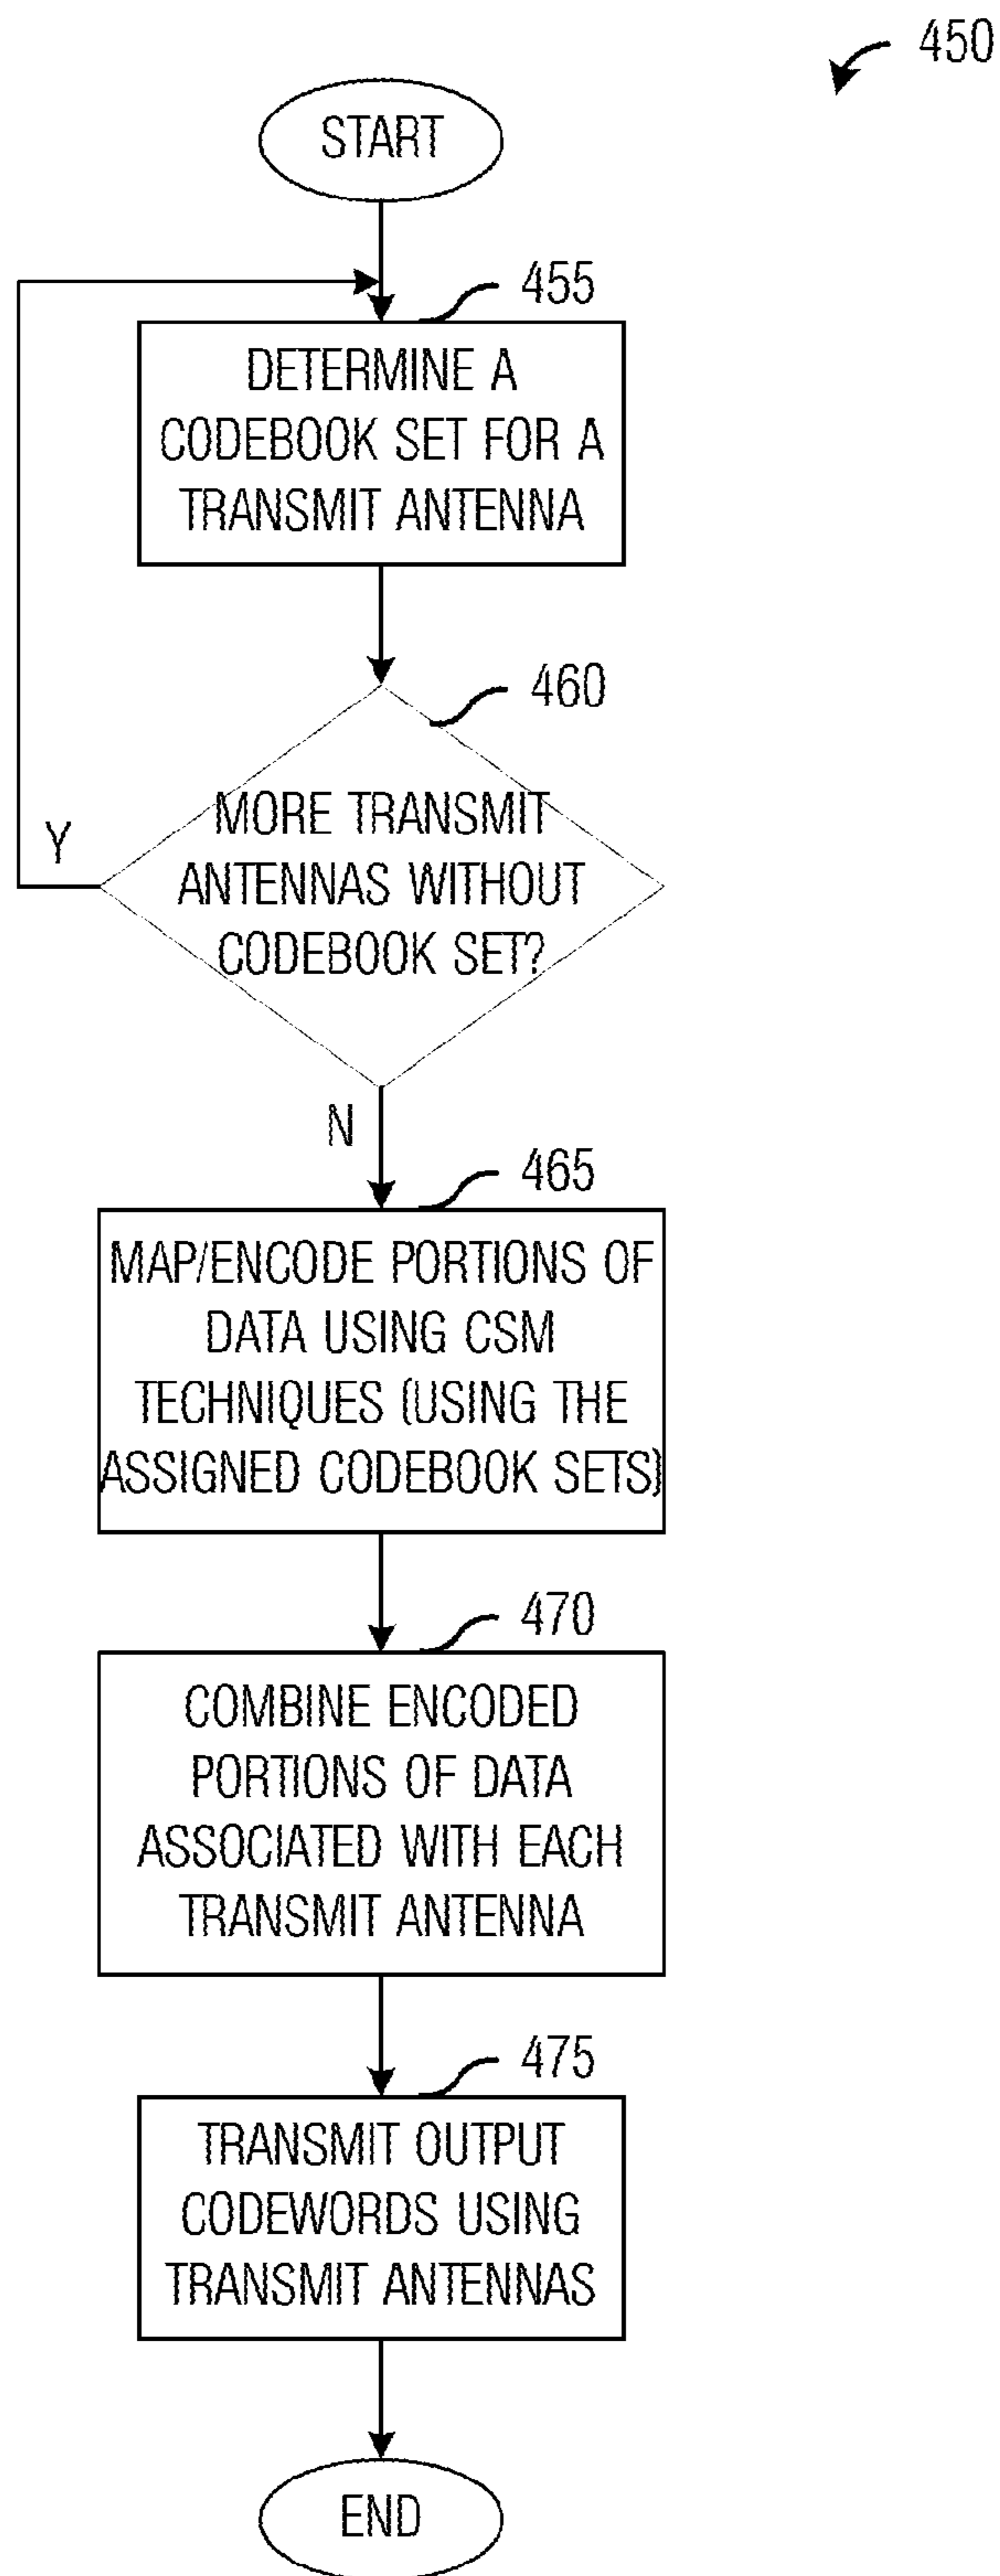 450
START
455
DETERMINE A
CODEBOOK SET FOR A
TRANSMIT ANTENNA
460
MORE TRANSMIT
ANTENNAS WITHOUT
CODEBOOK SET?
Y
N
465
MAP/ENCODE PORTIONS OF
DATA USING CSM
TECHNIQUES (USING THE
ASSIGNED CODEBOOK SETS)
470
COMBINE ENCODED
PORTIONS OF DATA
ASSOCIATED WITH EACH
TRANSMIT ANTENNA
475
TRANSMIT OUTPUT
CODEWORDS USING
TRANSMIT ANTENNAS
END